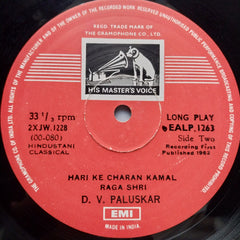 REGD. TRADE MARK OF
THE GRAMOPHONE CO. LTD.
HIS MASTER'S VOICE
33 1/3 rpm
2XJW.1228
(00-080)
HINDUSTANI
CLASSICAL
LONG PLAY
EALP.1263
Side Two
Recording First
Published 1962
HARI KE CHARAN KAMAL
RAGA SHRI
D. V. PALUSKAR
EMI
MADE IN INDIA